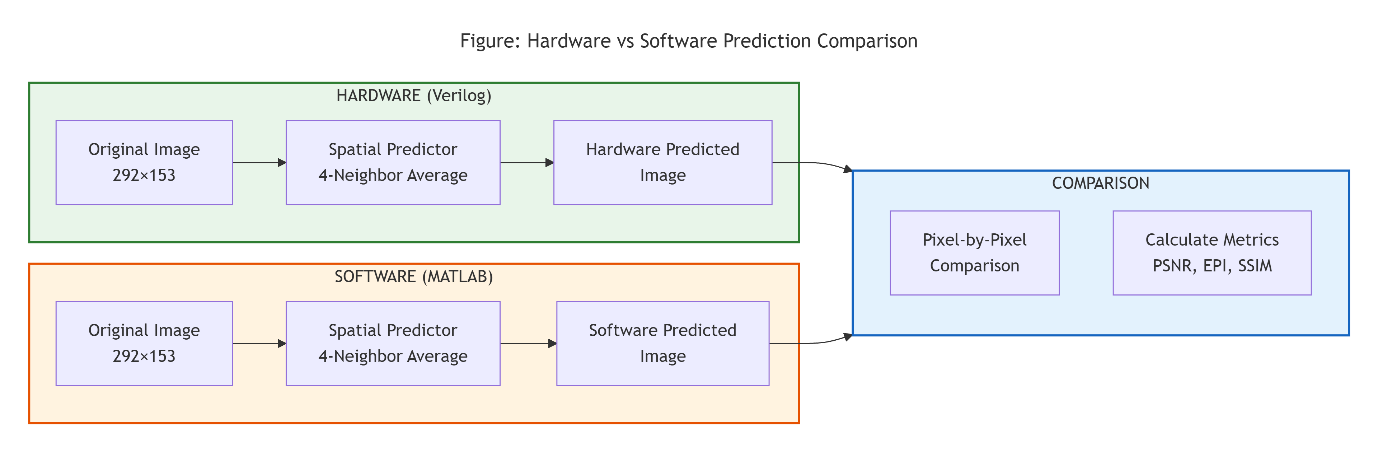 Figure: Hardware vs Software Prediction Comparison
HARDWARE (Verilog)
Original Image
292×153
Spatial Predictor
4-Neighbor Average
Hardware Predicted
Image
SOFTWARE (MATLAB)
Original Image
292×153
Spatial Predictor
4-Neighbor Average
Software Predicted
Image
COMPARISON
Pixel-by-Pixel
Comparison
Calculate Metrics
PSNR, EPI, SSIM